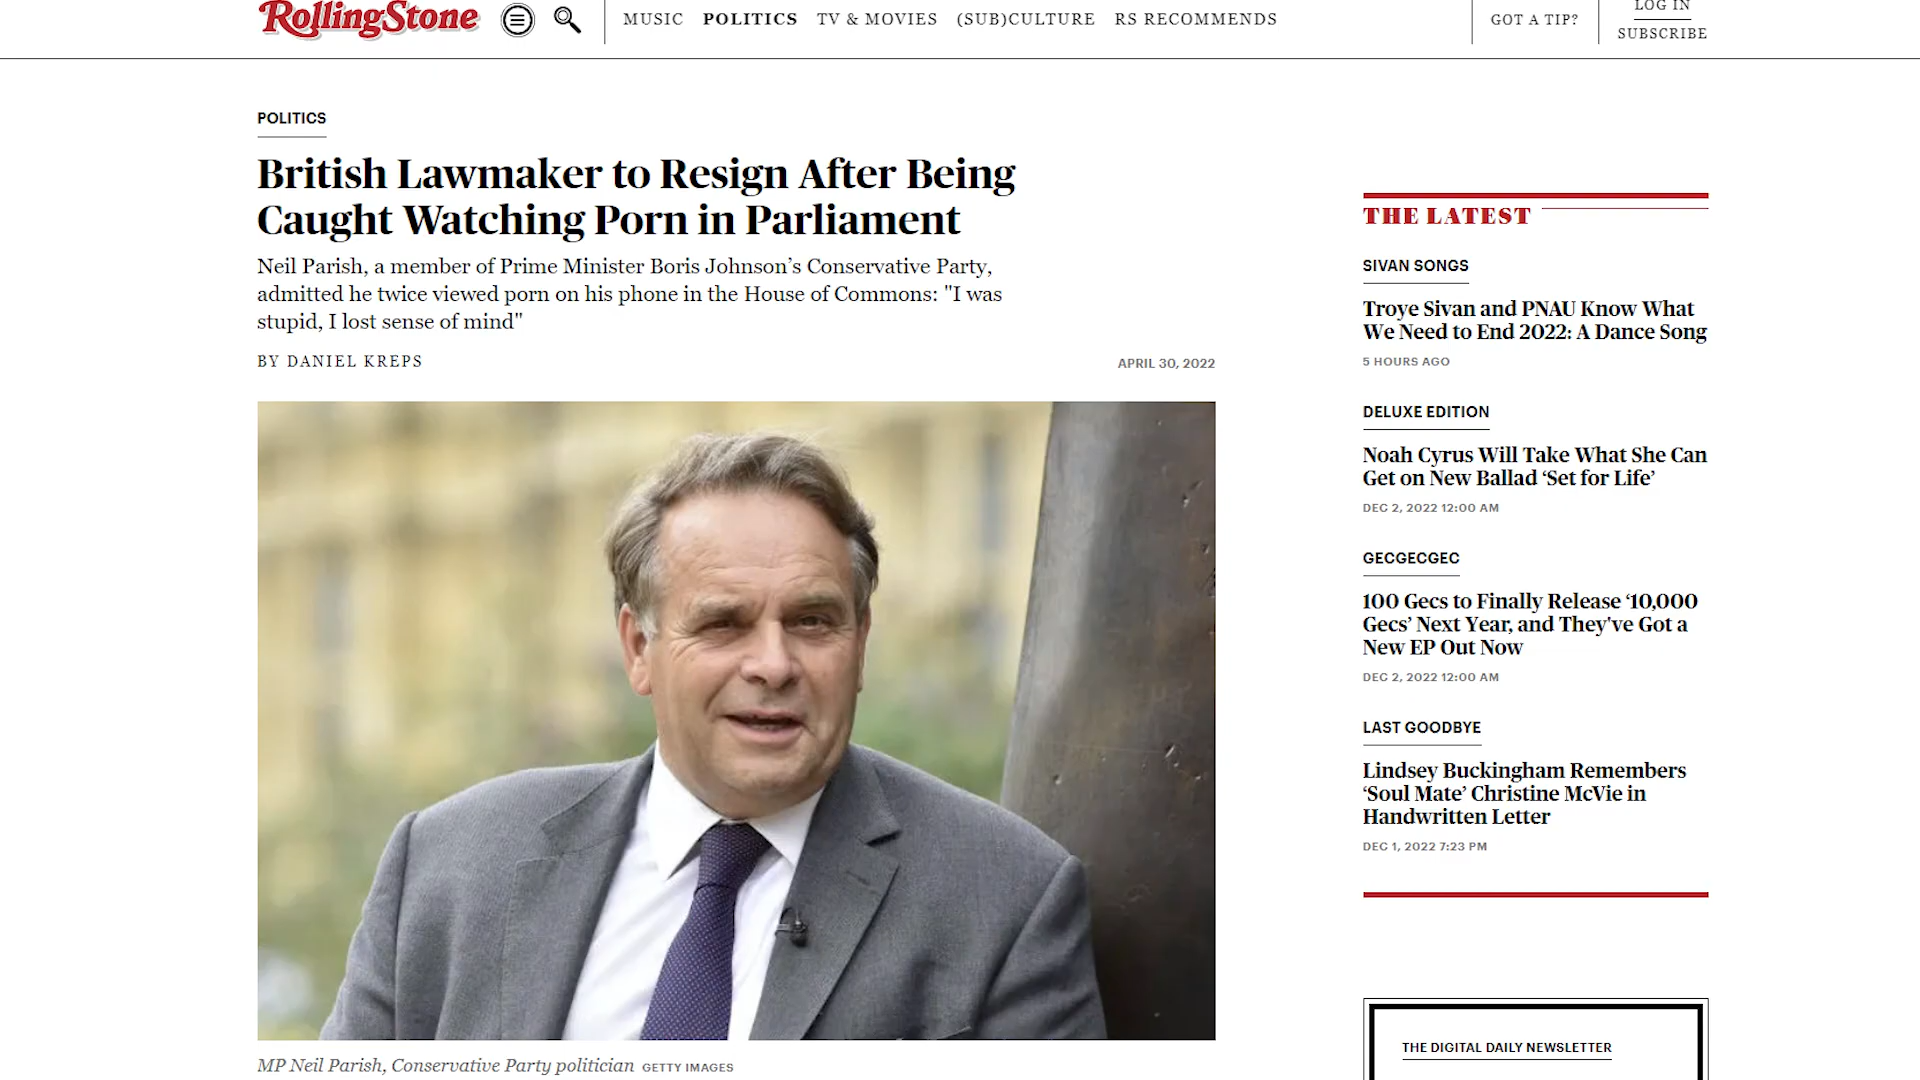 RollingStone
MUSIC POLITICS TV & MOVIES (SUB)CULTURE RS RECOMMENDS
GOT A TIP?
LOG IN
SUBSCRIBE
POLITICS
British Lawmaker to Resign After Being
Caught Watching Porn in Parliament
Neil Parish, a member of Prime Minister Boris Johnson’s Conservative Party,
admitted he twice viewed porn on his phone in the House of Commons: "I was
stupid, I lost sense of mind"
BY DANIEL KREPS
APRIL 30, 2022
MP Neil Parish, Conservative Party politician GETTY IMAGES
THE LATEST
SIVAN SONGS
Troye Sivan and PNAU Know What
We Need to End 2022: A Dance Song
5 HOURS AGO
DELUXE EDITION
Noah Cyrus Will Take What She Can
Get on New Ballad ‘Set for Life’
DEC 2, 2022 12:00 AM
GECGECGEC
100 Gecs to Finally Release ‘10,000
Gecs’ Next Year, and They've Got a
New EP Out Now
DEC 2, 2022 12:00 AM
LAST GOODBYE
Lindsey Buckingham Remembers
‘Soul Mate’ Christine McVie in
Handwritten Letter
DEC 1, 2022 7:23 PM
THE DIGITAL DAILY NEWSLETTER